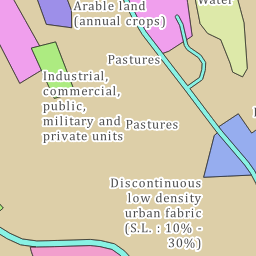 Arable land
(annual crops)
Water
Pastures
Industrial,
commercial,
public,
military and
private units
Pastures
Discontinuous
low density
urban fabric
(S.L. : 10% -
30%)